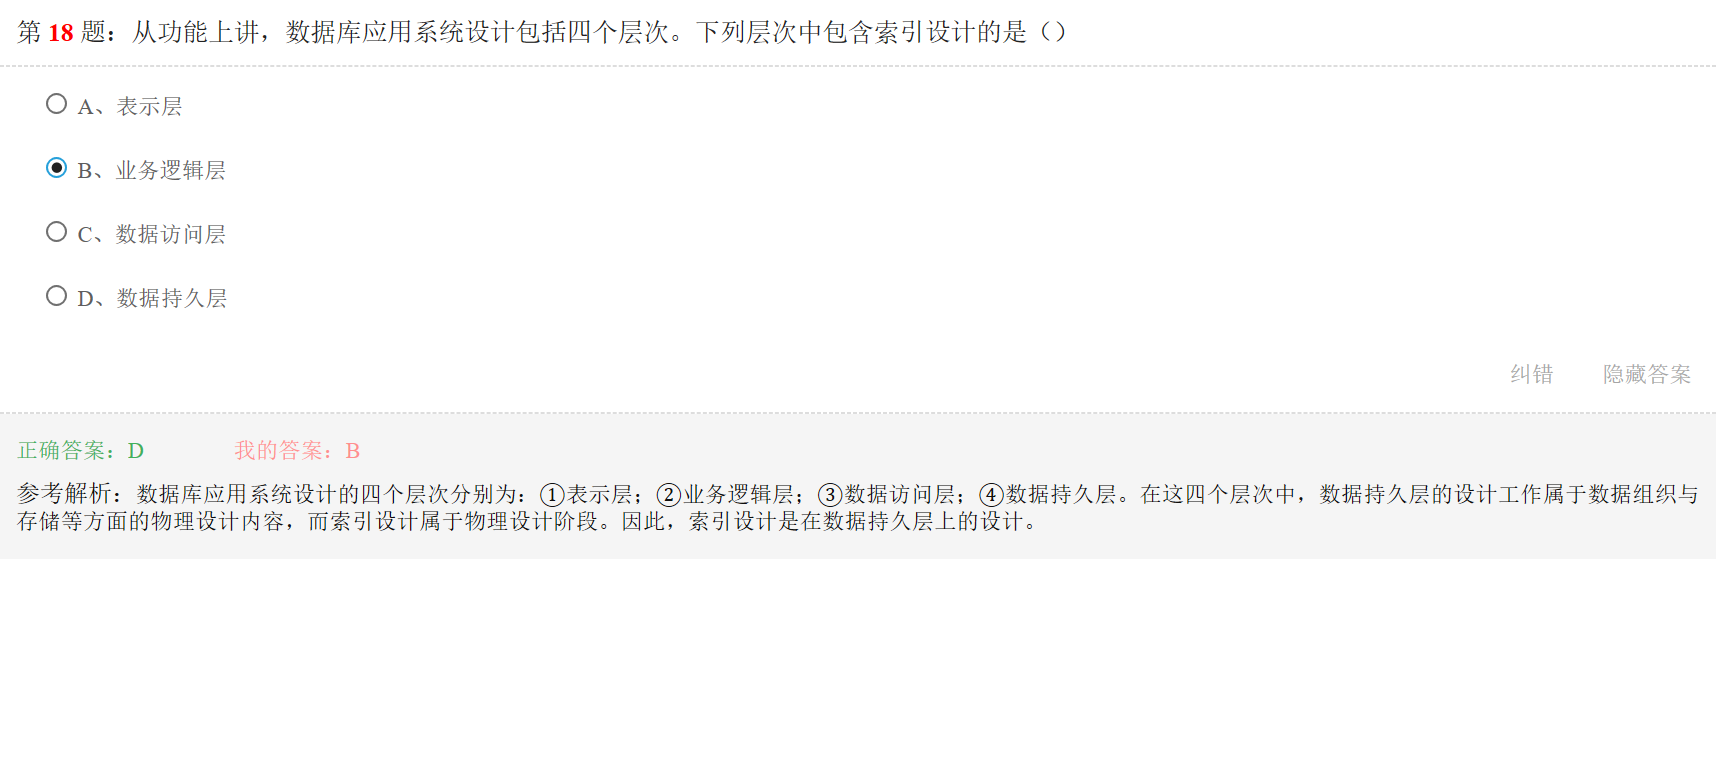 第 18 题：从功能上讲，数据库应用系统设计包括四个层次。下列层次中包含索引设计的是（）
A、表示层
B、业务逻辑层
C、数据访问层
D、数据持久层
纠错 隐藏答案
正确答案：D 我的答案：B
参考解析：数据库应用系统设计的四个层次分别为：①表示层；②业务逻辑层；③数据访问层；④数据持久层。在这四个层次中，数据持久层的设计工作属于数据组织与
存储等方面的物理设计内容，而索引设计属于物理设计阶段。因此，索引设计是在数据持久层上的设计。